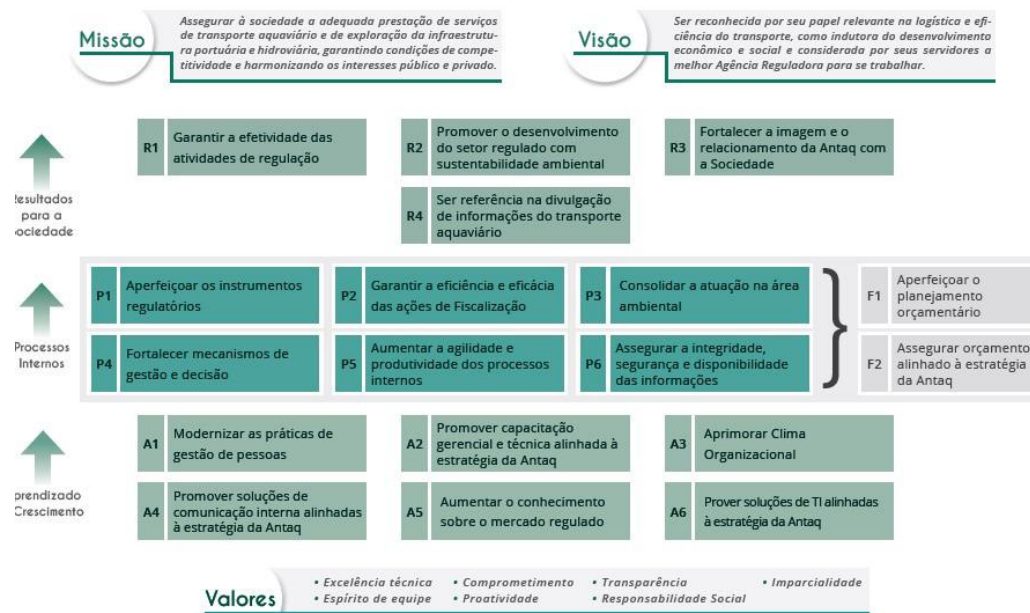 Missão
Assegurar à sociedade a adequada prestação de serviços
de transporte aquaviário e de exploração da infraestrutu-
ra portuária e hidroviária, garantindo condições de compe-
titividade e harmonizando os interesses público e privado.
Visão
Ser reconhecida por seu papel relevante na logística e efi-
ciência do transporte, como indutora do desenvolvimento
econômico e social e considerada por seus servidores a
melhor Agência Reguladora para se trabalhar.
Resultados
para a
Sociedade
R1
Garantir a efetividade das
atividades de regulação
R2
Promover o desenvolvimento
do setor regulado com
sustentabilidade ambiental
R3
Fortalecer a imagem e o
relacionamento da Antaq com
a Sociedade
R4
Ser referência na divulgação
de informações do transporte
aquaviário
Processos
Internos
P1
Aperfeiçoar os instrumentos
regulatórios
P2
Garantir a eficiência e eficácia
das ações de Fiscalização
P3
Consolidar a atuação na área
ambiental
}
F1
Aperfeiçoar o
planejamento
orçamentário
P4
Fortalecer mecanismos de
gestão e decisão
P5
Aumentar a agilidade e
produtividade dos processos
internos
P6
Assegurar a integridade,
segurança e disponibilidade
das informações
F2
Assegurar orçamento
alinhado à estratégia
da Antaq
prendizado
Crescimento
A1
Modernizar as práticas de
gestão de pessoas
A2
Promover capacitação
gerencial e técnica alinhada à
estratégia da Antaq
A3
Aprimorar Clima
Organizacional
A4
Promover soluções de
comunicação interna alinhadas
à estratégia da Antaq
A5
Aumentar o conhecimento
sobre o mercado regulado
A6
Prover soluções de TI alinhadas
à estratégia da Antaq
Valores
• Excelência técnica • Comprometimento • Transparência • Imparcialidade
• Espírito de equipe • Proatividade • Responsabilidade Social